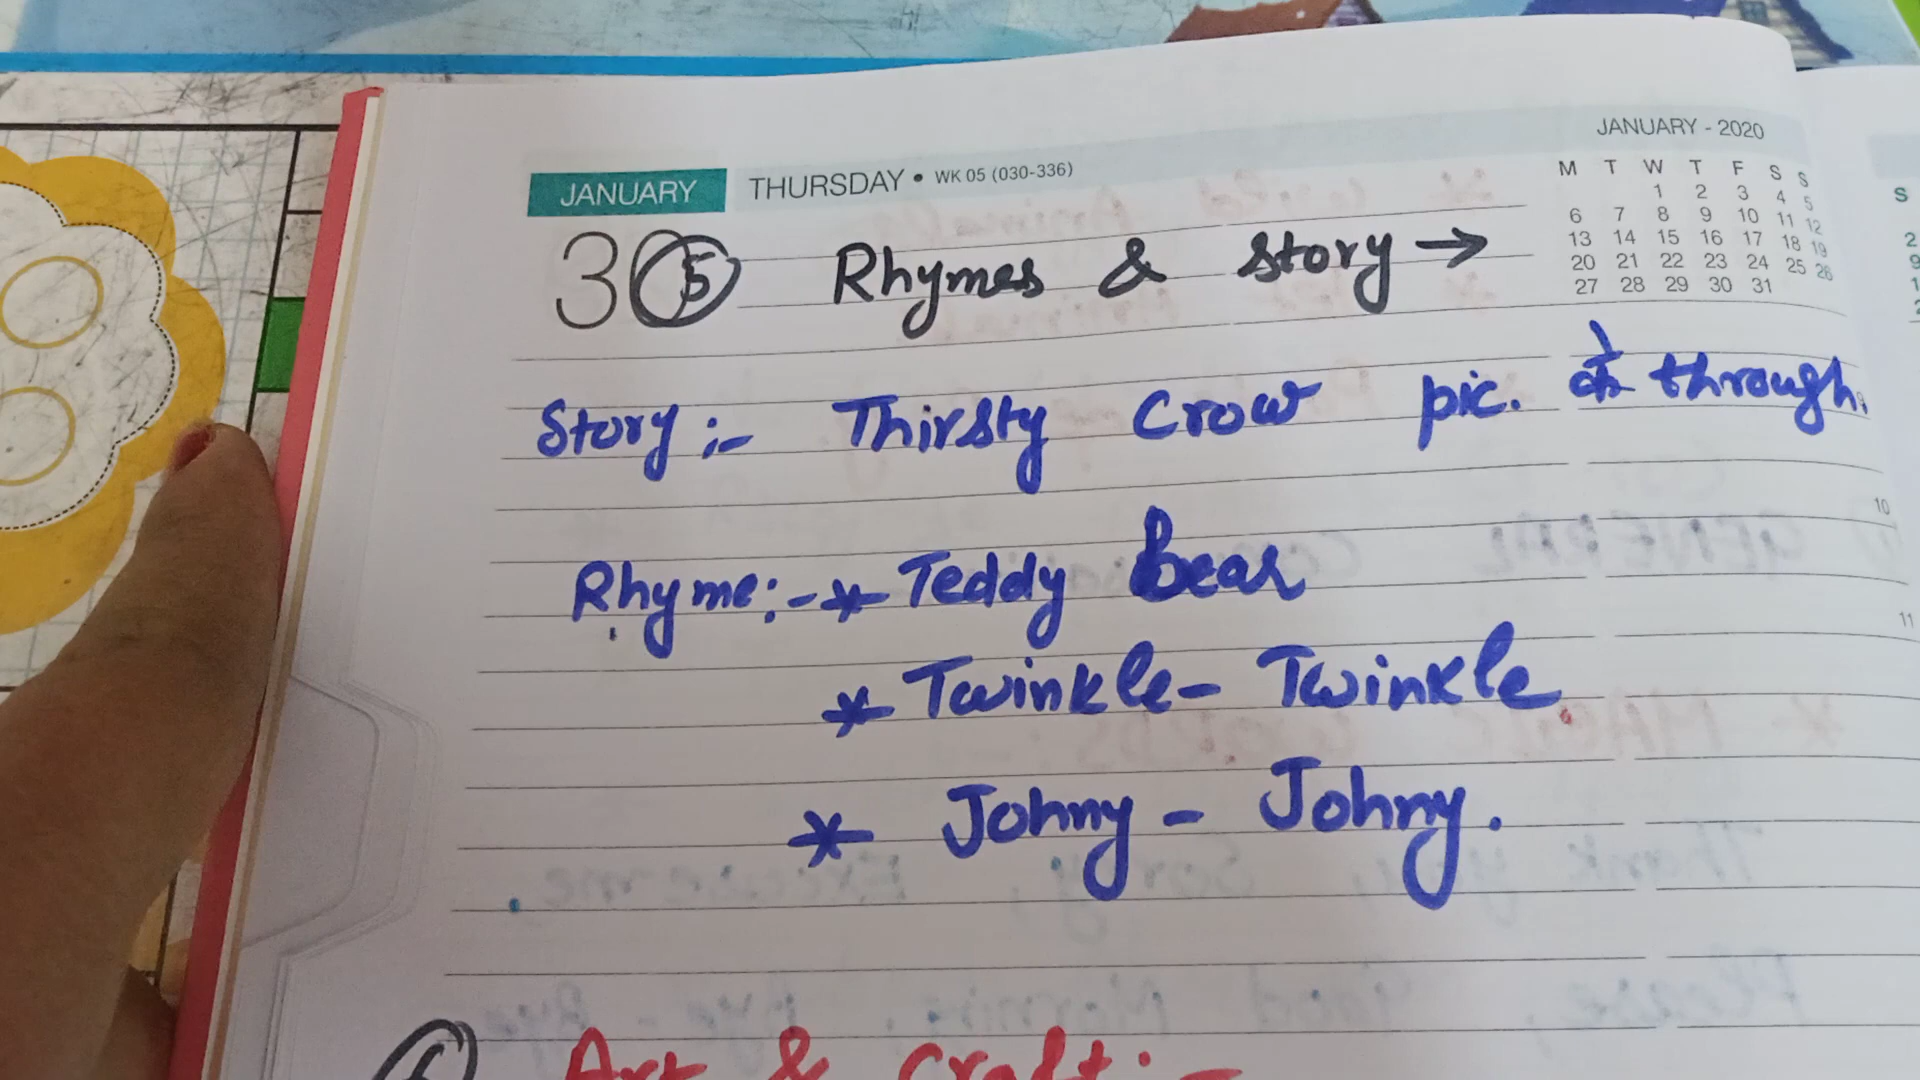 JANUARY - 2020
JANUARY THURSDAY • WK 05 (030-336)
M T W T F S S
1 2 3 4 5
6 7 8 9 10 11 12
13 14 15 16 17 18 19
20 21 22 23 24 25 26
27 28 29 30 31
30 5 Rhymes & story →
Story :- Thirsty Crow pic. through.
10
Rhyme:- * Teddy Bear
11
* Twinkle - Twinkle.
* Johny - Johny.
Art & Craft :-